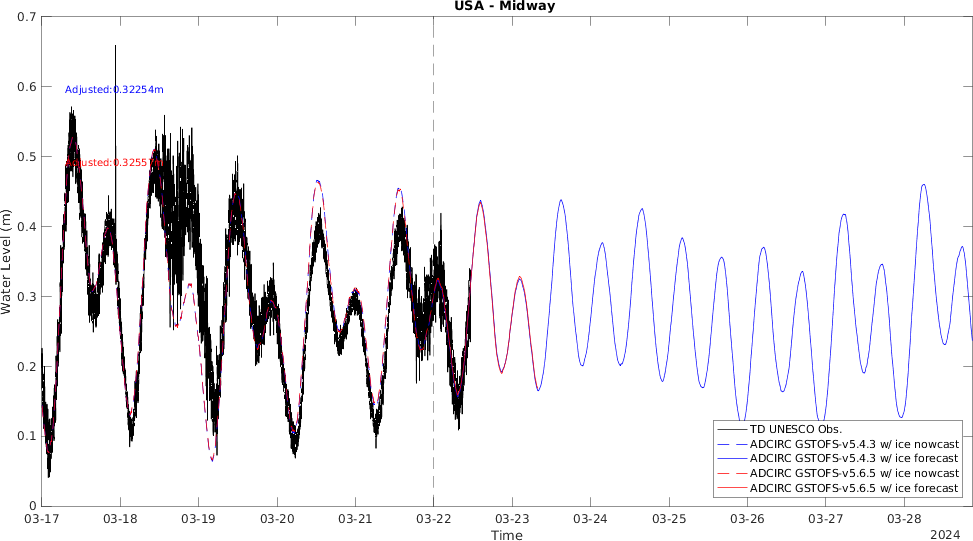 USA - Midway
0.7
0.6
0.5
0.4
0.3
0.2
0.1
0
Water Level (m)
Adjusted:0.32254m
Adjusted:0.3255
03-17 03-18 03-19 03-20 03-21 03-22 03-23 03-24 03-25 03-26 03-27 03-28
Time
2024
TD UNESCO Obs.
ADCIRC GSTOFS-v5.4.3 w/ ice nowcast
ADCIRC GSTOFS-v5.4.3 w/ ice forecast
ADCIRC GSTOFS-v5.6.5 w/ ice nowcast
ADCIRC GSTOFS-v5.6.5 w/ ice forecast